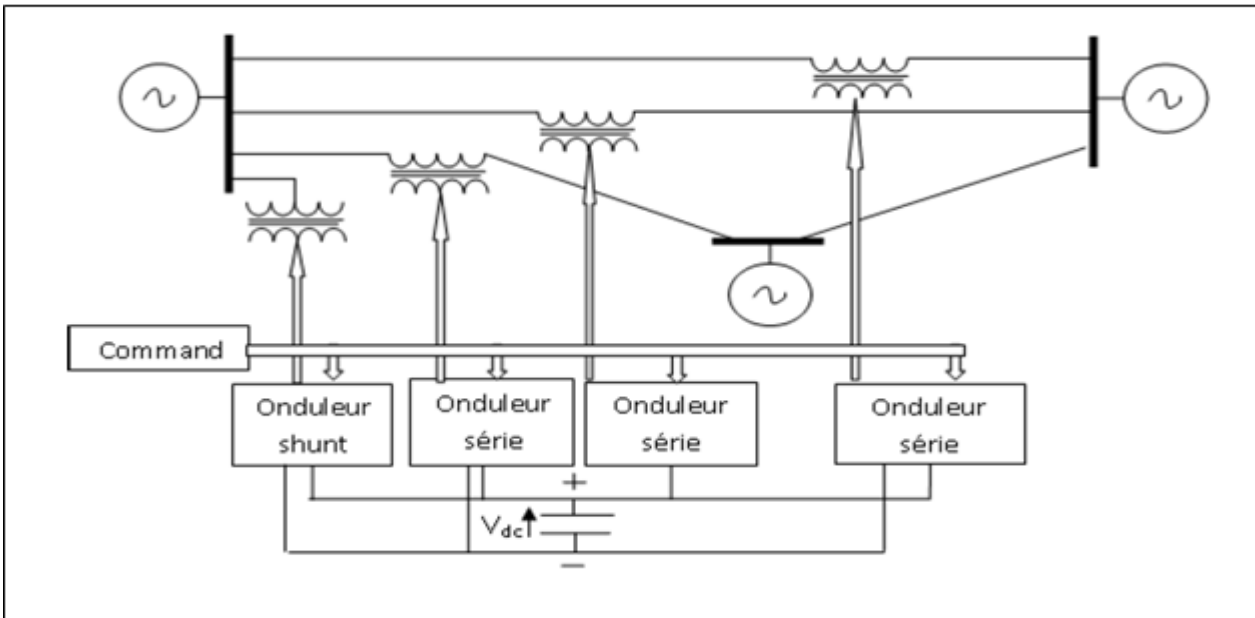 Command
Onduleur
shunt
Onduleur
série
Onduleur
série
Onduleur
série
+
Vdc
−